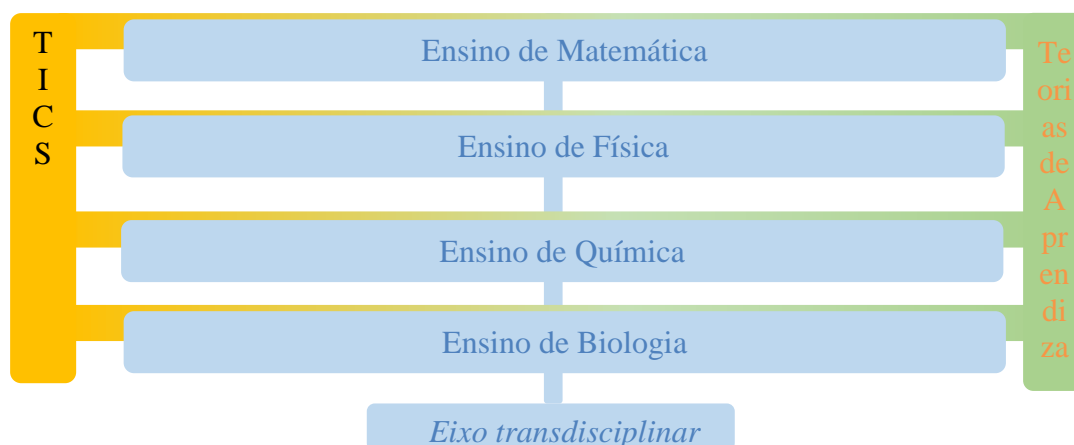 T
I
C
S
Ensino de Matemática
Ensino de Física
Ensino de Química
Ensino de Biologia
Eixo transdisciplinar
Te
ori
as
de
A
pr
en
di
za